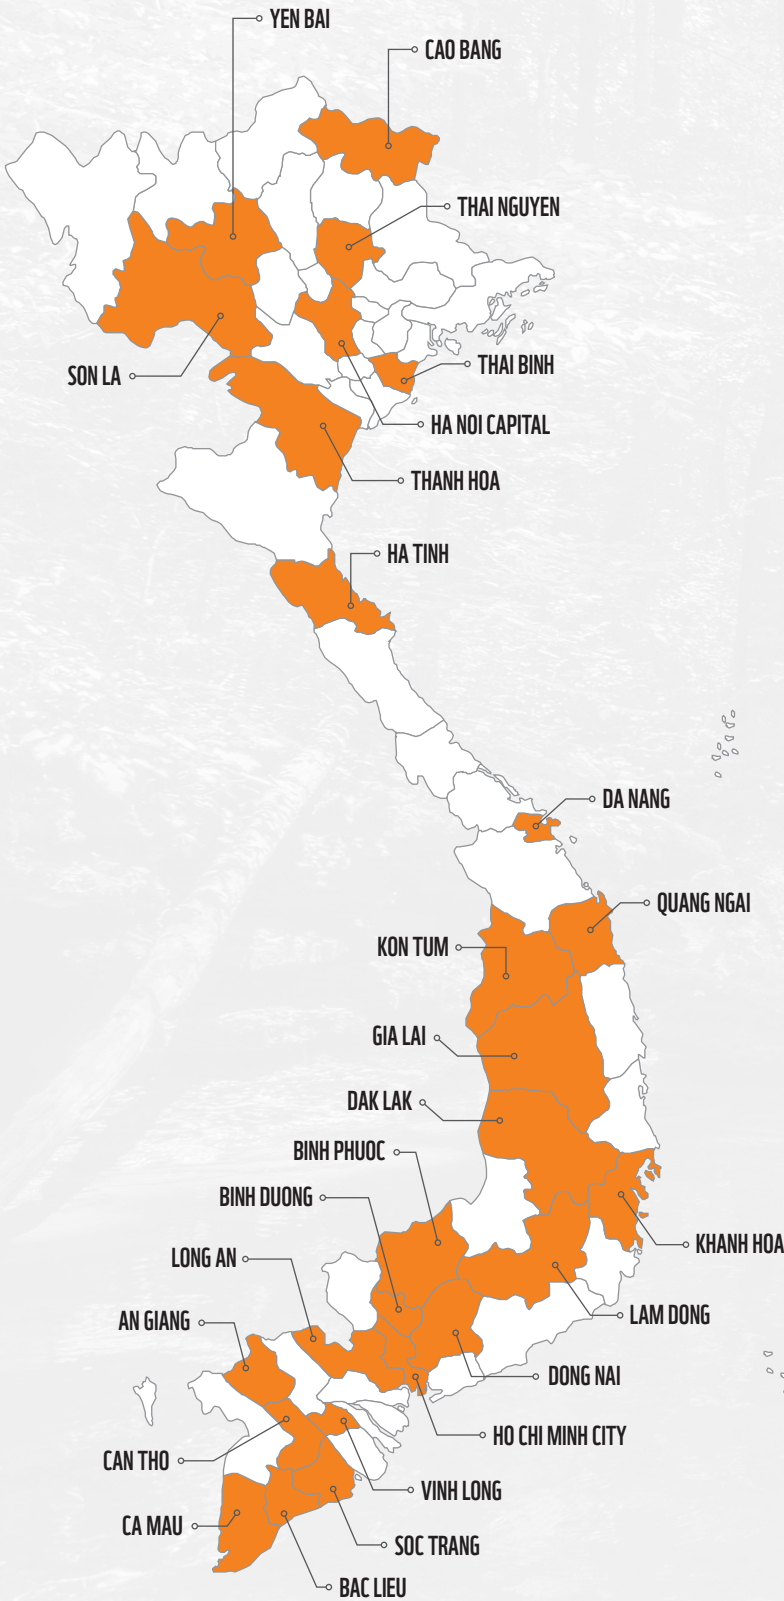 YEN BAI
CAO BANG
THAI NGUYEN
THAI BINH
SON LA
HA NOI CAPITAL
THANH HOA
HA TINH
DA NANG
QUANG NGAI
KON TUM
GIA LAI
DAK LAK
BINH PHUOC
BINH DUONG
KHANH HOA
LONG AN
LAM DONG
AN GIANG
DONG NAI
HO CHI MINH CITY
CAN THO
VINH LONG
CA MAU
SOC TRANG
BAC LIEU